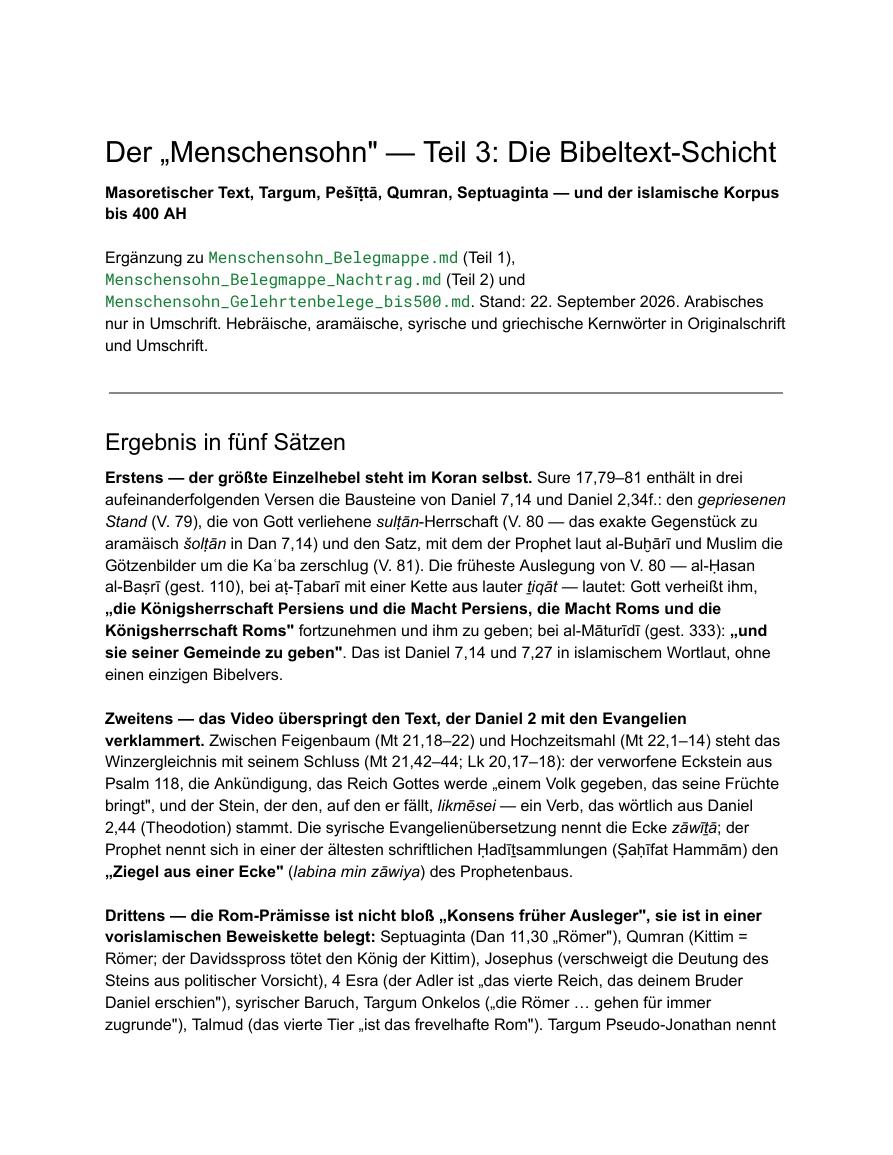 Der „Menschensohn" — Teil 3: Die Bibeltext-Schicht
Masoretischer Text, Targum, Pešīṭtā, Qumran, Septuaginta — und der islamische Korpus
bis 400 AH
Ergänzung zu Menschensohn_Belegmappe.md (Teil 1),
Menschensohn_Belegmappe_Nachtrag.md (Teil 2) und
Menschensohn_Gelehrtenbelege_bis500.md. Stand: 22. September 2026. Arabisches
nur in Umschrift. Hebräische, aramäische, syrische und griechische Kernwörter in Originalschrift
und Umschrift.
Ergebnis in fünf Sätzen
Erstens — der größte Einzelhebel steht im Koran selbst. Sure 17,79–81 enthält in drei
aufeinanderfolgenden Versen die Bausteine von Daniel 7,14 und Daniel 2,34f.: den gepriesenen
Stand (V. 79), die von Gott verliehene sulṭān-Herrschaft (V. 80 — das exakte Gegenstück zu
aramäisch šolṭān in Dan 7,14) und den Satz, mit dem der Prophet laut al-Buḫārī und Muslim die
Götzenbilder um die Kaʿba zerschlug (V. 81). Die früheste Auslegung von V. 80 — al-Ḥasan
al-Baṣrī (gest. 110), bei aṭ-Ṭabarī mit einer Kette aus lauter ṯiqāt — lautet: Gott verheißt ihm,
„die Königsherrschaft Persiens und die Macht Persiens, die Macht Roms und die
Königsherrschaft Roms" fortzunehmen und ihm zu geben; bei al-Māturīdī (gest. 333): „und
sie seiner Gemeinde zu geben". Das ist Daniel 7,14 und 7,27 in islamischem Wortlaut, ohne
einen einzigen Bibelvers.
Zweitens — das Video überspringt den Text, der Daniel 2 mit den Evangelien
verklammert. Zwischen Feigenbaum (Mt 21,18–22) und Hochzeitsmahl (Mt 22,1–14) steht das
Winzergleichnis mit seinem Schluss (Mt 21,42–44; Lk 20,17–18): der verworfene Eckstein aus
Psalm 118, die Ankündigung, das Reich Gottes werde „einem Volk gegeben, das seine Früchte
bringt", und der Stein, der den, auf den er fällt, likmēsei — ein Verb, das wörtlich aus Daniel
2,44 (Theodotion) stammt. Die syrische Evangelienübersetzung nennt die Ecke zāwīṯā; der
Prophet nennt sich in einer der ältesten schriftlichen Ḥadīṯsammlungen (Ṣaḥīfat Hammām) den
„Ziegel aus einer Ecke" (labina min zāwiya) des Prophetenbaus.
Drittens — die Rom-Prämisse ist nicht bloß „Konsens früher Ausleger", sie ist in einer
vorislamischen Beweiskette belegt: Septuaginta (Dan 11,30 „Römer"), Qumran (Kittim =
Römer; der Davidsspross tötet den König der Kittim), Josephus (verschweigt die Deutung des
Steins aus politischer Vorsicht), 4 Esra (der Adler ist „das vierte Reich, das deinem Bruder
Daniel erschien"), syrischer Baruch, Targum Onkelos („die Römer … gehen für immer
zugrunde"), Talmud (das vierte Tier „ist das frevelhafte Rom"). Targum Pseudo-Jonathan nennt